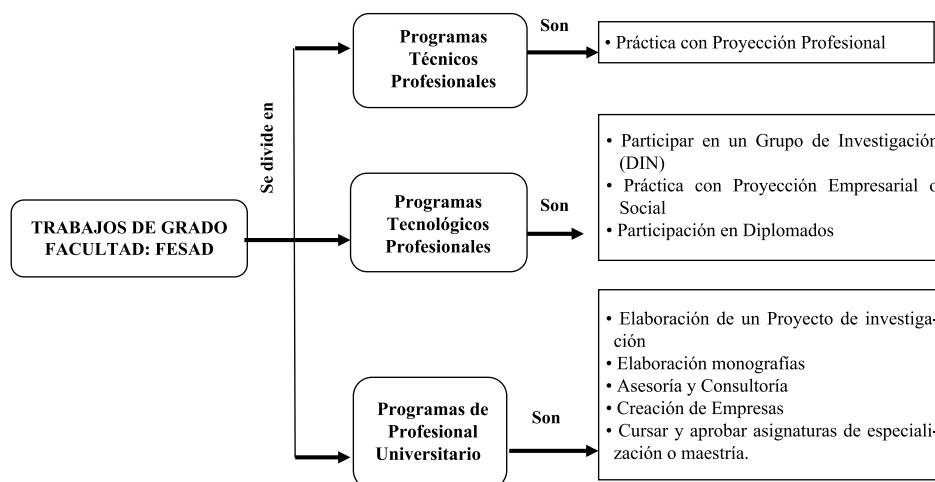 TRABAJOS DE GRADO
FACULTAD: FESAD
Se divide en
Programas
Técnicos
Profesionales
Son
• Práctica con Proyección Profesional
Programas
Tecnológicos
Profesionales
Son
• Participar en un Grupo de Investigación
(DIN)
• Práctica con Proyección Empresarial o
Social
• Participación en Diplomados
Programas de
Profesional
Universitario
Son
• Elaboración de un Proyecto de investiga-
ción
• Elaboración monografías
• Asesoría y Consultoría
• Creación de Empresas
• Cursar y aprobar asignaturas de especiali-
zación o maestría.